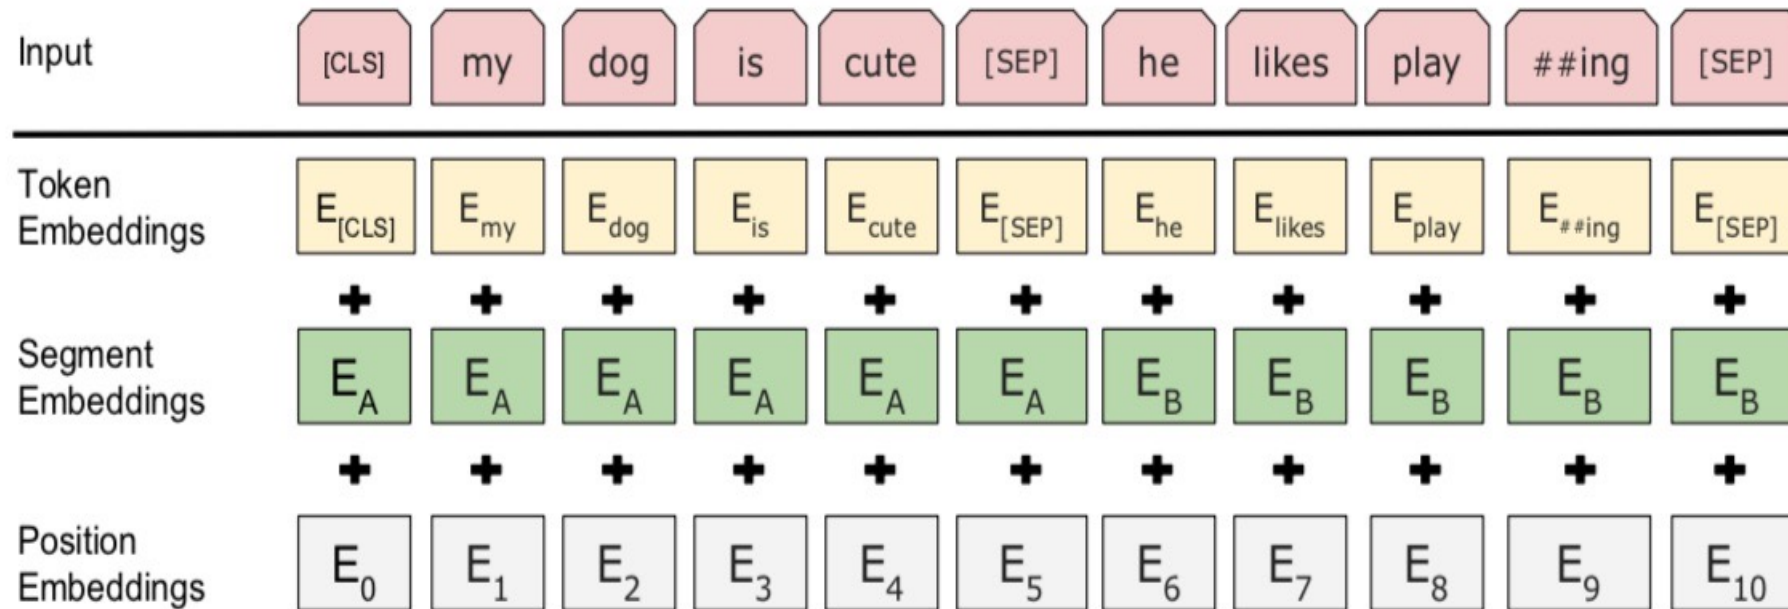 Input [CLS] my dog is cute [SEP] he likes play ##ing [SEP]
Token
Embeddings
E[CLS] Emy Edog Eis Ecute E[SEP] Ehe Elikes Eplay E##ing E[SEP]
+ + + + + + + + + + +
Segment
Embeddings
EA EA EA EA EA EA EB EB EB EB EB
+ + + + + + + + + + +
Position
Embeddings
E0 E1 E2 E3 E4 E5 E6 E7 E8 E9 E10